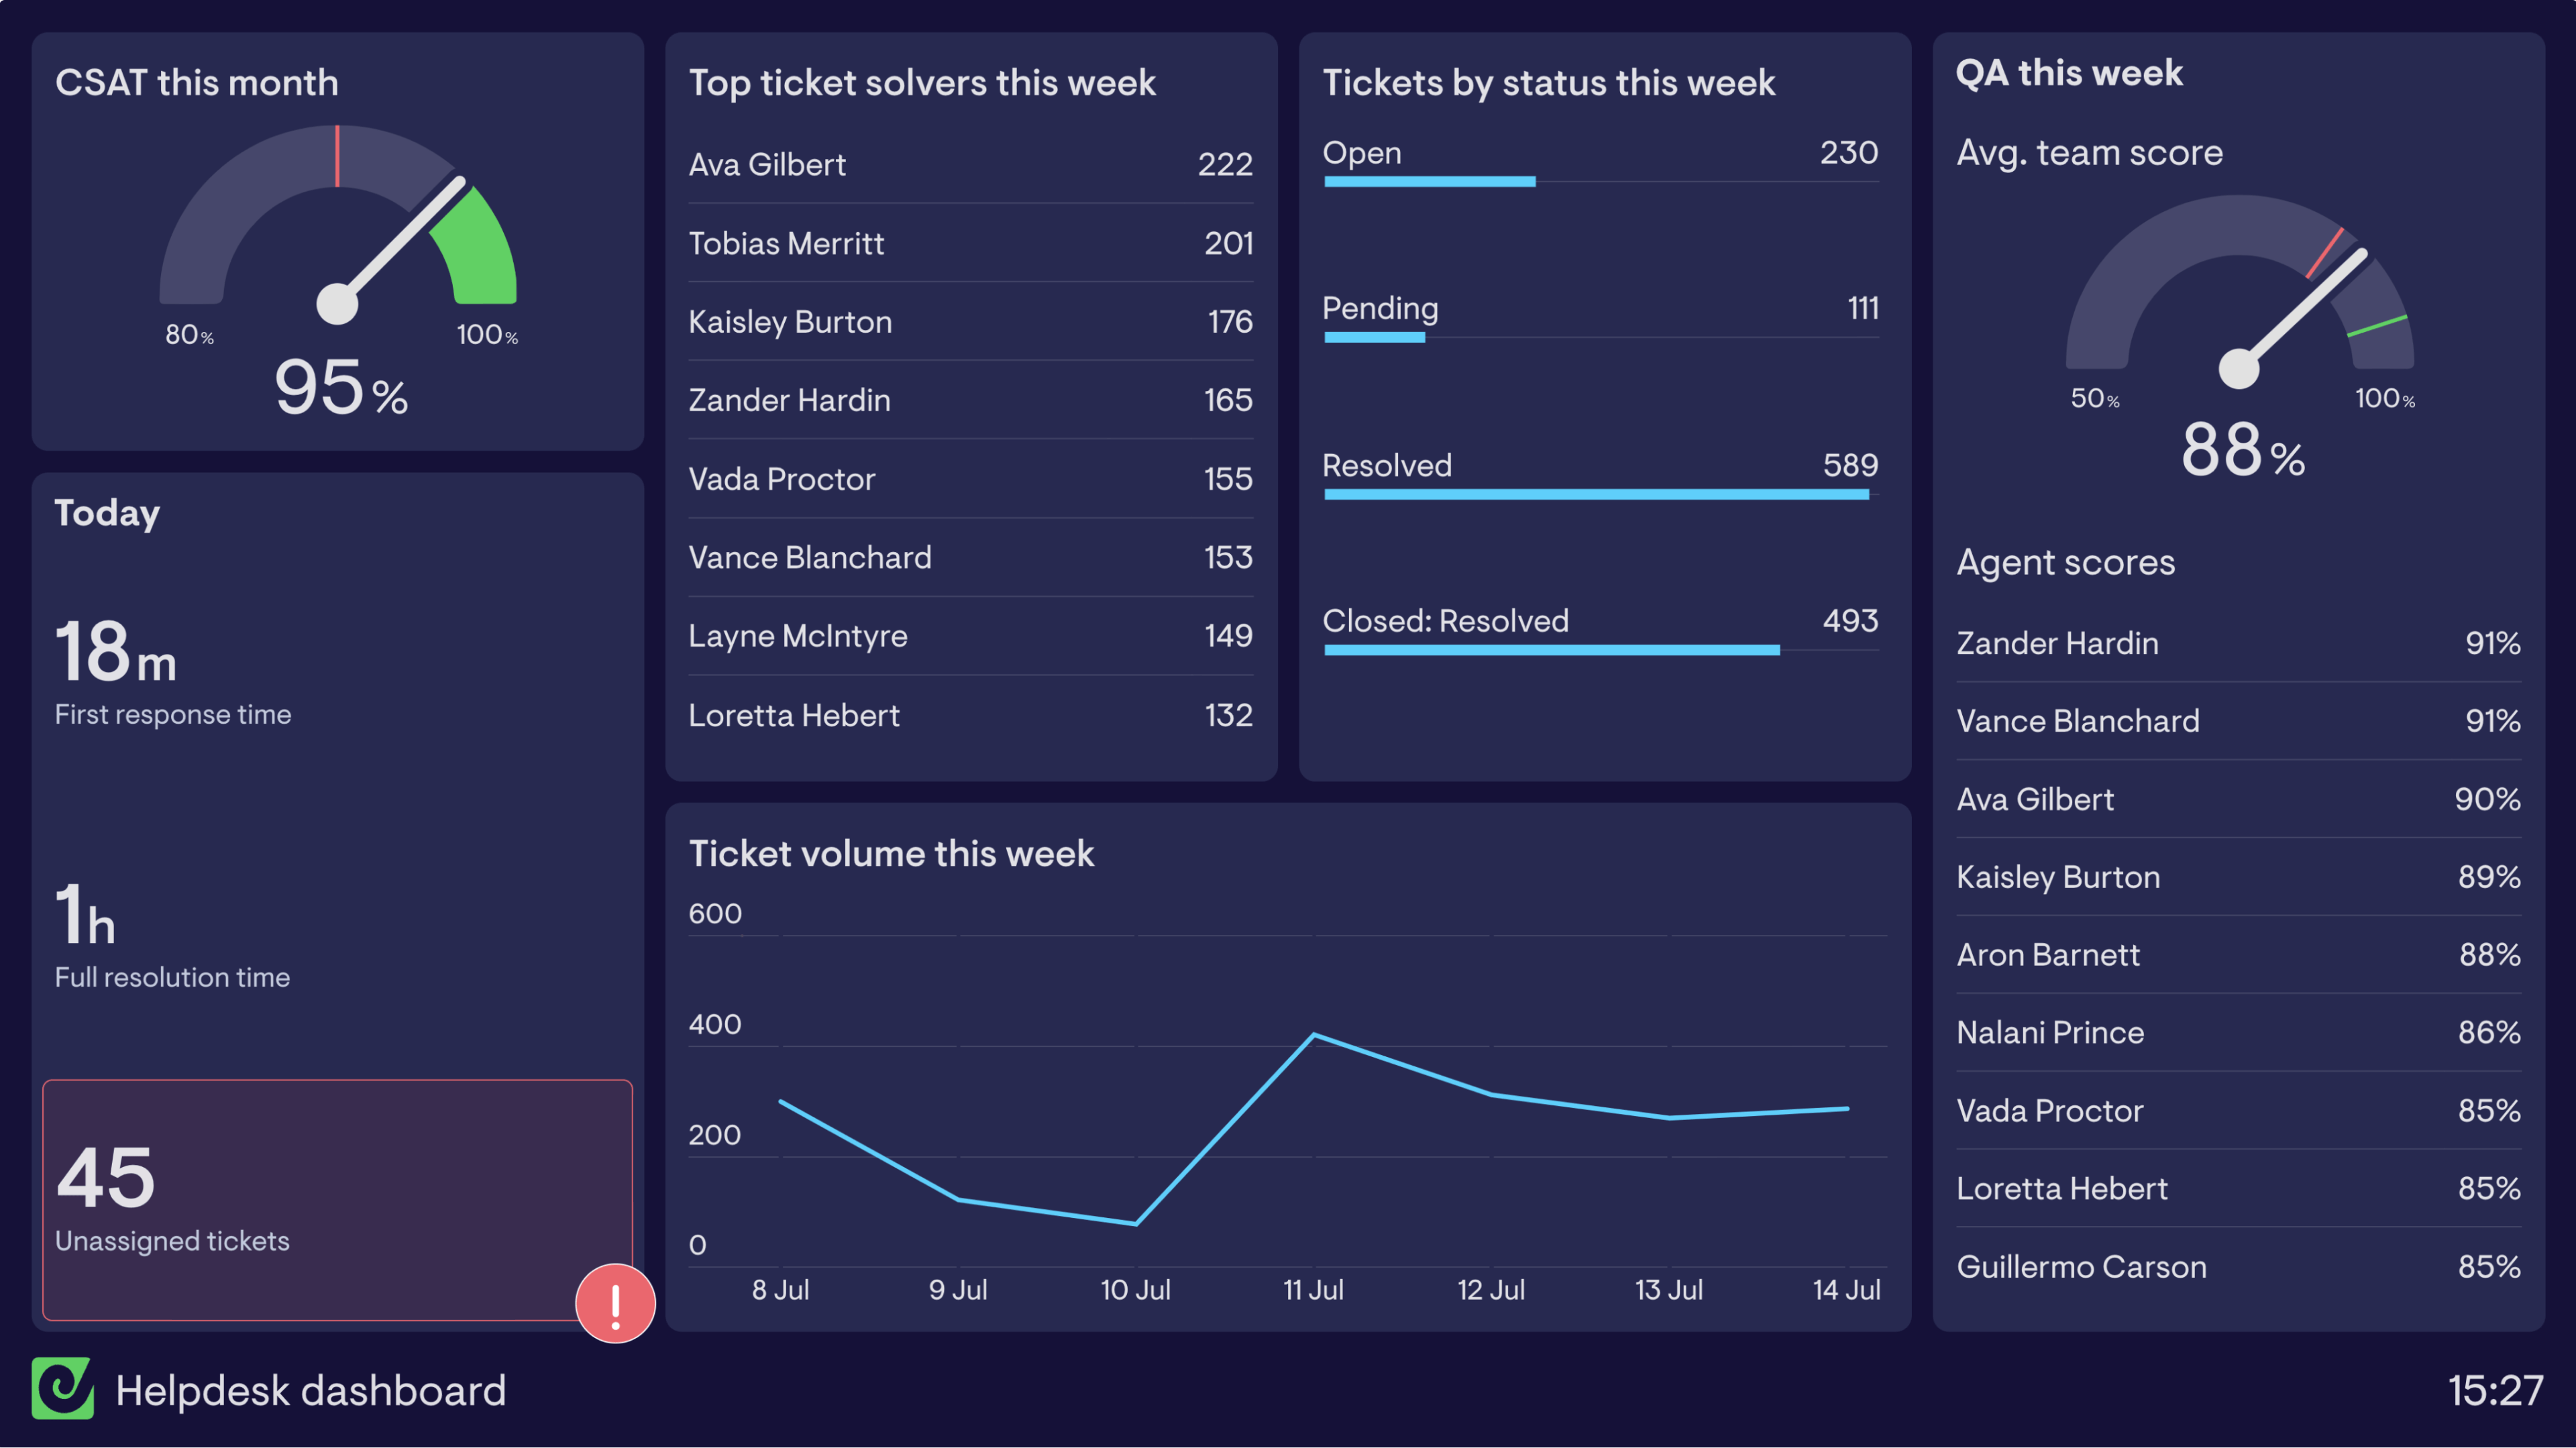 CSAT this month
80%
100%
95%
Today
18m
First response time
1h
Full resolution time
45
Unassigned tickets
!
Top ticket solvers this week
Ava Gilbert 222
Tobias Merritt 201
Kaisley Burton 176
Zander Hardin 165
Vada Proctor 155
Vance Blanchard 153
Layne McIntyre 149
Loretta Hebert 132
Tickets by status this week
Open 230
Pending 111
Resolved 589
Closed: Resolved 493
Ticket volume this week
600
400
200
0
8 Jul 9 Jul 10 Jul 11 Jul 12 Jul 13 Jul 14 Jul
QA this week
Avg. team score
50%
100%
88%
Agent scores
Zander Hardin 91%
Vance Blanchard 91%
Ava Gilbert 90%
Kaisley Burton 89%
Aron Barnett 88%
Nalani Prince 86%
Vada Proctor 85%
Loretta Hebert 85%
Guillermo Carson 85%
Helpdesk dashboard
15:27